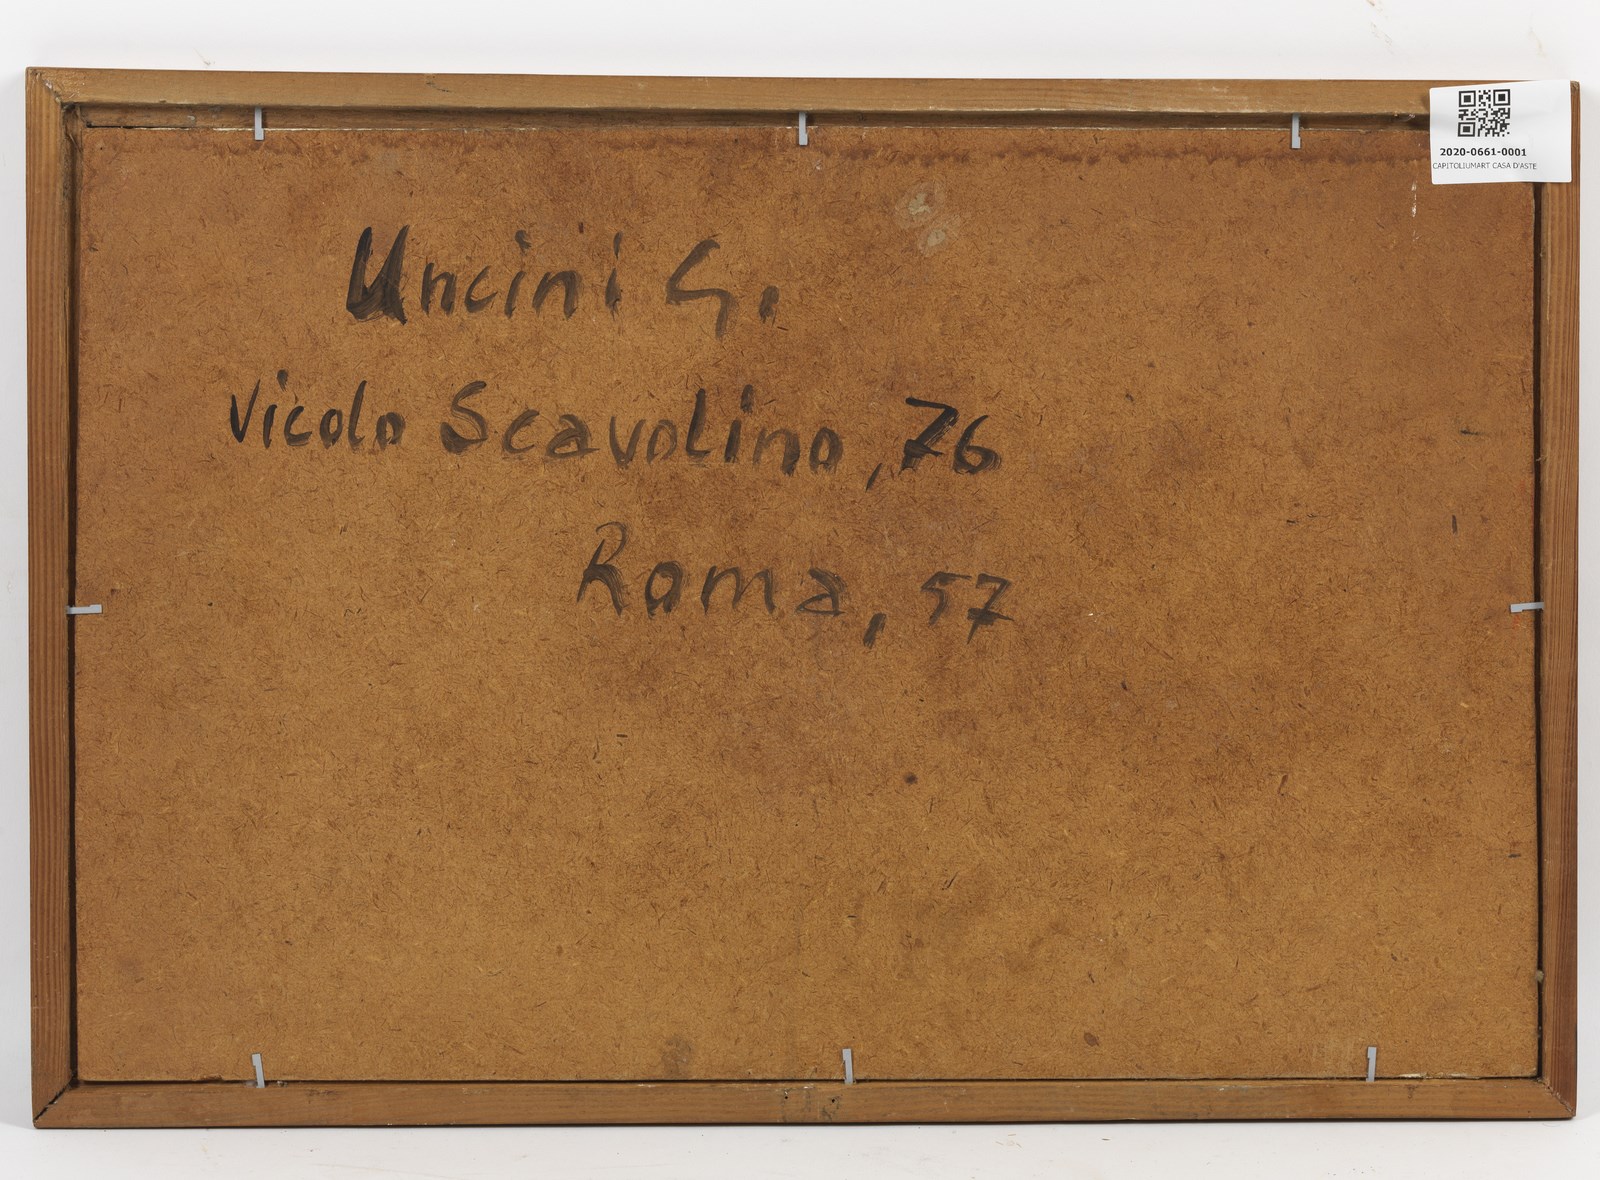 Uncini G.
Vicolo Scavolino, 76
Roma, 57
2020-0661-0001
CAPITOLIUMART CASA D'ASTE